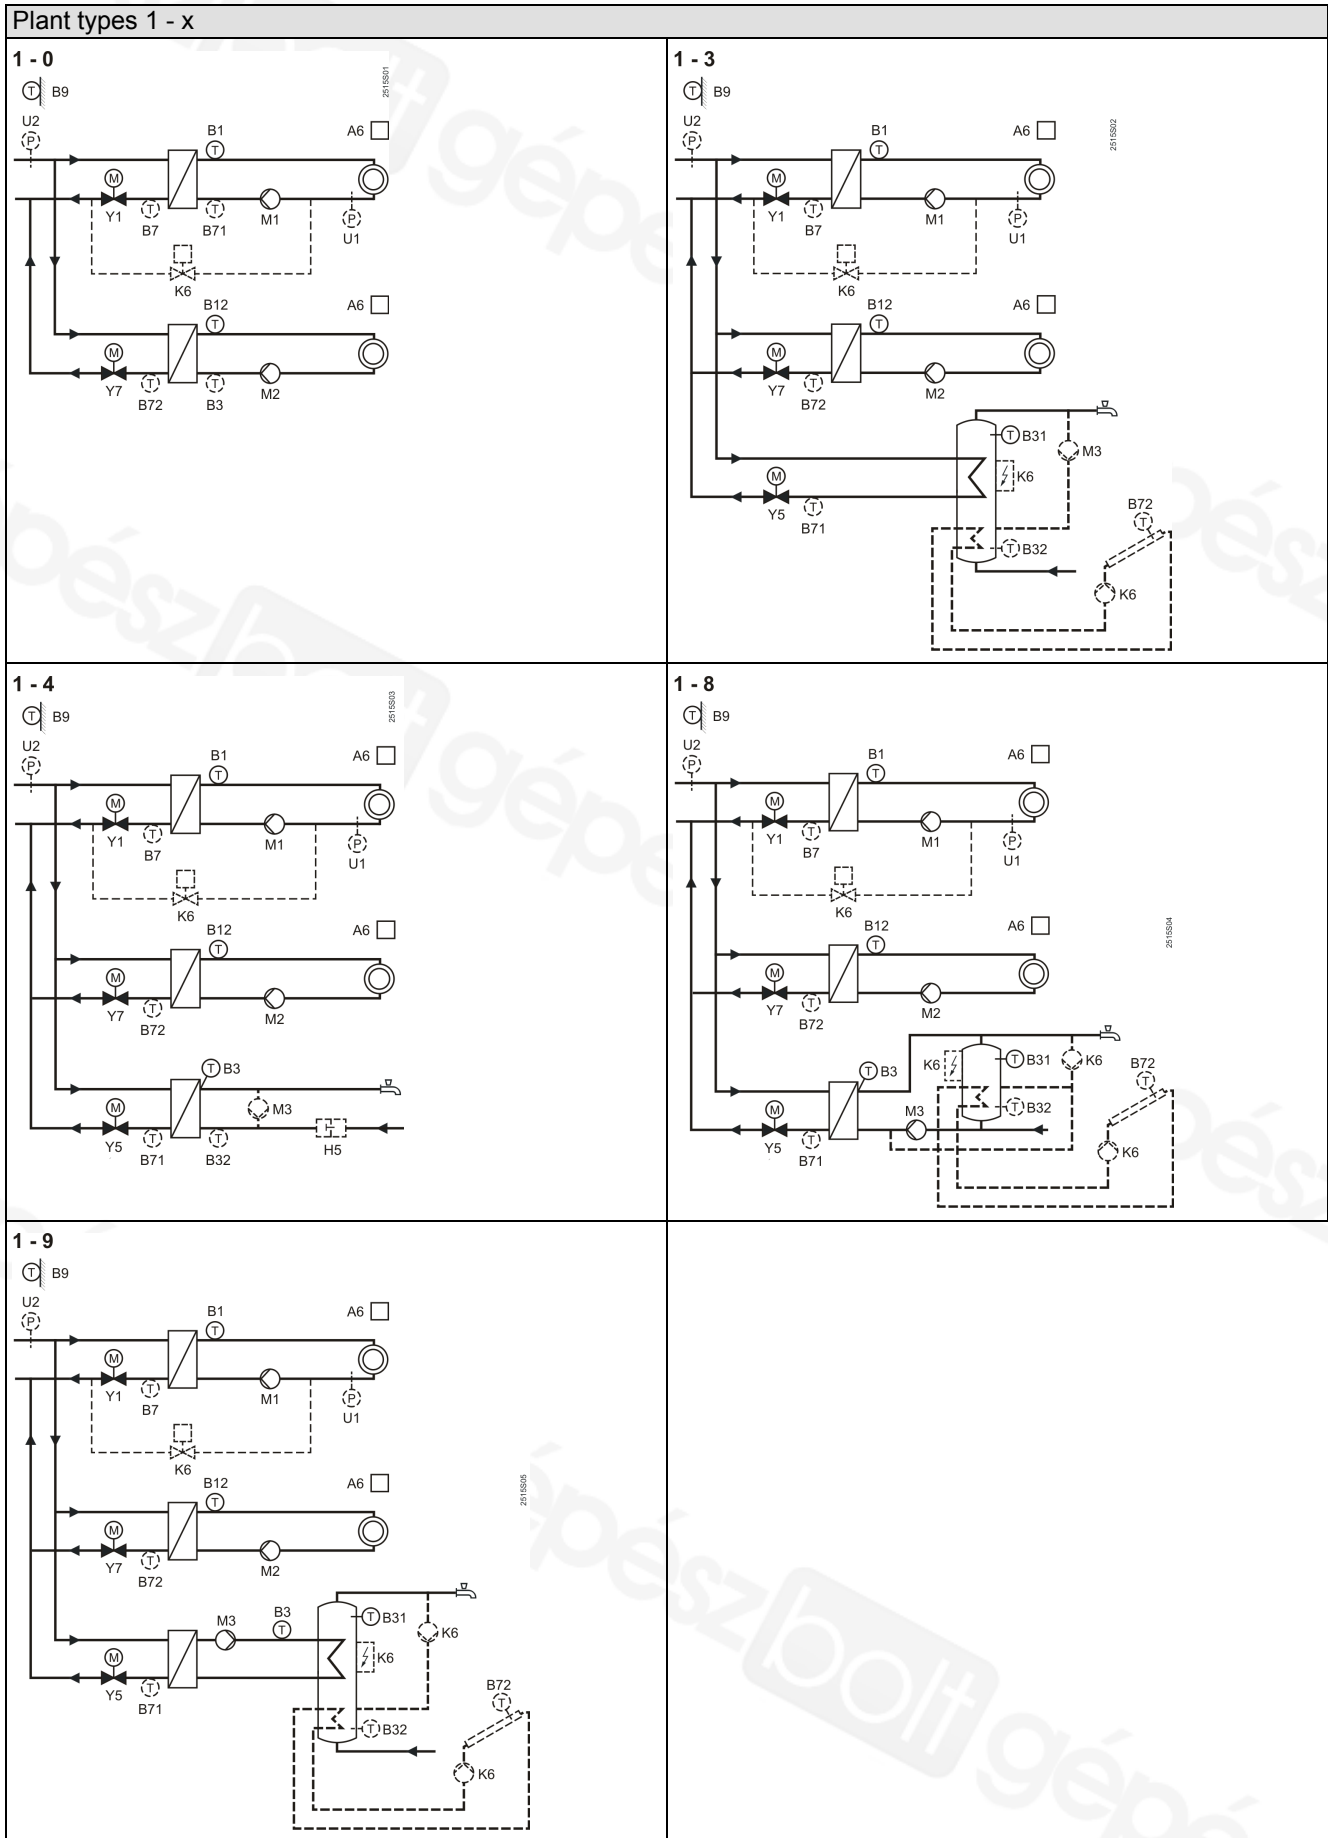 Plant types 1 - x
1 - 0
2515S01
T B9
U2
P
B1
T
A6
M
Y1
T
B7
T
B71
M1
P
U1
K6
B12
T
A6
M
Y7
T
B72
T
B3
M2
1 - 3
2515S02
T B9
U2
P
B1
T
A6
M
Y1
T
B7
M1
P
U1
K6
B12
T
A6
M
Y7
T
B72
M2
T B31
M3
K6
M
Y5
T
B71
B72
T
T B32
K6
1 - 4
2515S03
T B9
U2
P
B1
T
A6
M
Y1
T
B7
M1
P
U1
K6
B12
T
A6
M
Y7
T
B72
M2
T B3
M
Y5
T
B71
T
B32
M3
H5
1 - 8
2515S04
T B9
U2
P
B1
T
A6
M
Y1
T
B7
M1
P
U1
K6
B12
T
A6
M
Y7
T
B72
M2
T B3
K6
T B31
K6
B72
T
M
Y5
T
B71
M3
T B32
K6
1 - 9
2515S05
T B9
U2
P
B1
T
A6
M
Y1
T
B7
M1
P
U1
K6
B12
T
A6
M
Y7
T
B72
M2
M3
B3
T
T B31
K6
K6
M
Y5
T
B71
B72
T
T B32
K6
gépészbolt
gépészbolt
gépészbolt